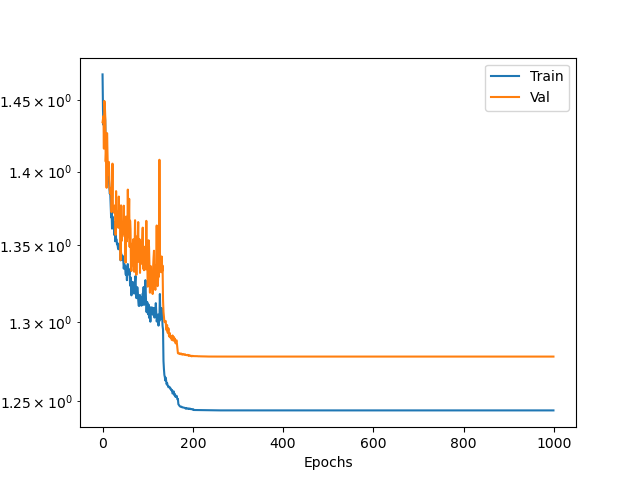 1.45 × 10⁰
1.4 × 10⁰
1.35 × 10⁰
1.3 × 10⁰
1.25 × 10⁰
0 200 400 600 800 1000
Epochs
Train
Val